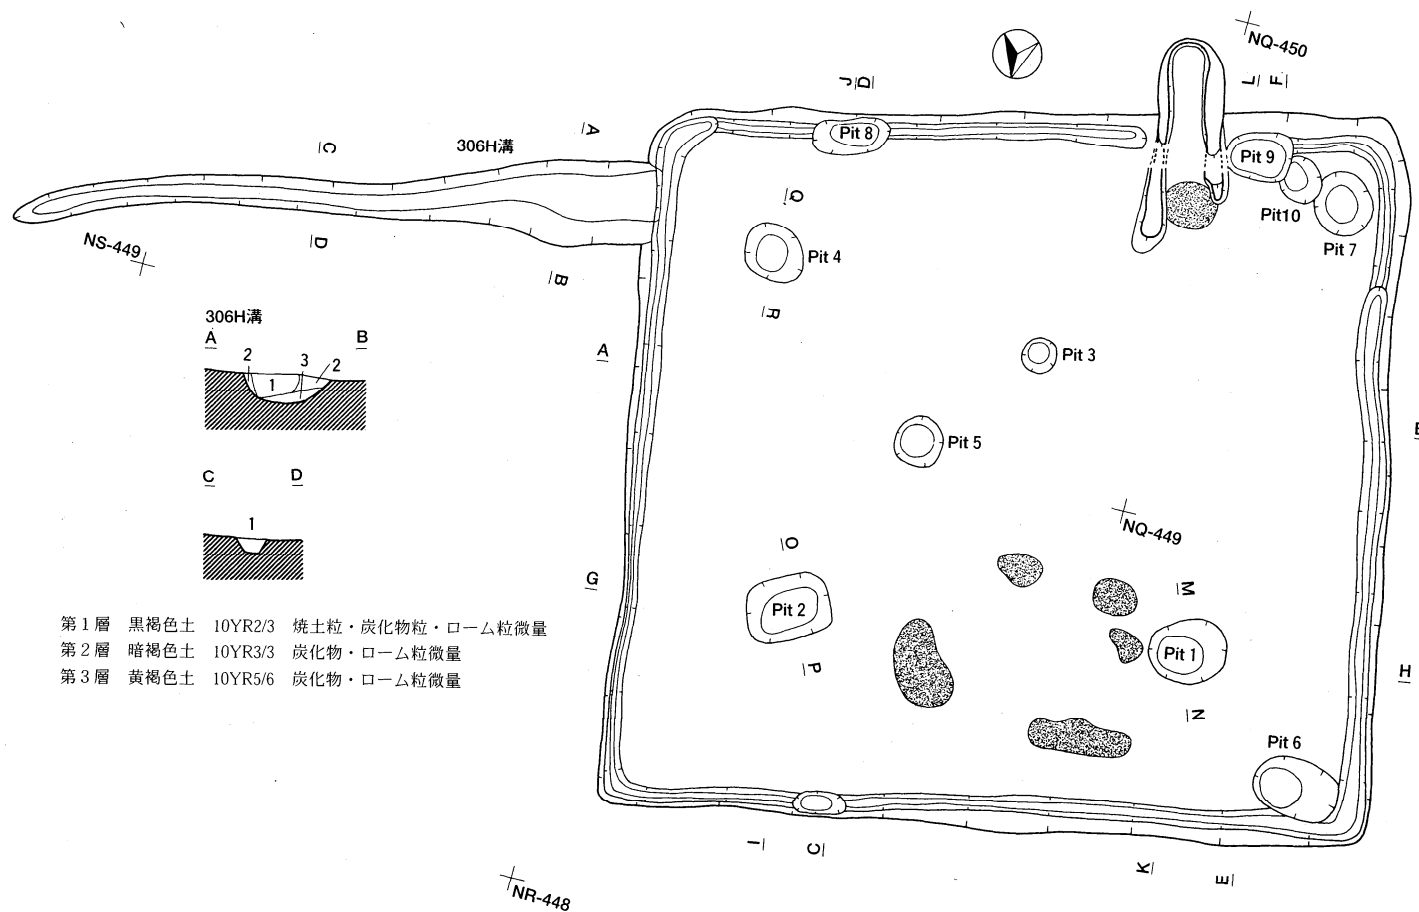 NQ-450
J D
L F
A
C
306H溝
Pit 8
Pit 9
Pit10
Pit 7
Q
NS-449
D
B
Pit 4
R
306H溝
A B
2 3 2
1
A
Pit 3
B
Pit 5
C D
1
NQ-449
O
M
G
Pit 2
Pit 1
P
H
N
第1層 黒褐色土 10YR2/3 焼土粒・炭化物粒・ローム粒微量
第2層 暗褐色土 10YR3/3 炭化物・ローム粒微量
第3層 黄褐色土 10YR5/6 炭化物・ローム粒微量
Pit 6
I C
K E
NR-448